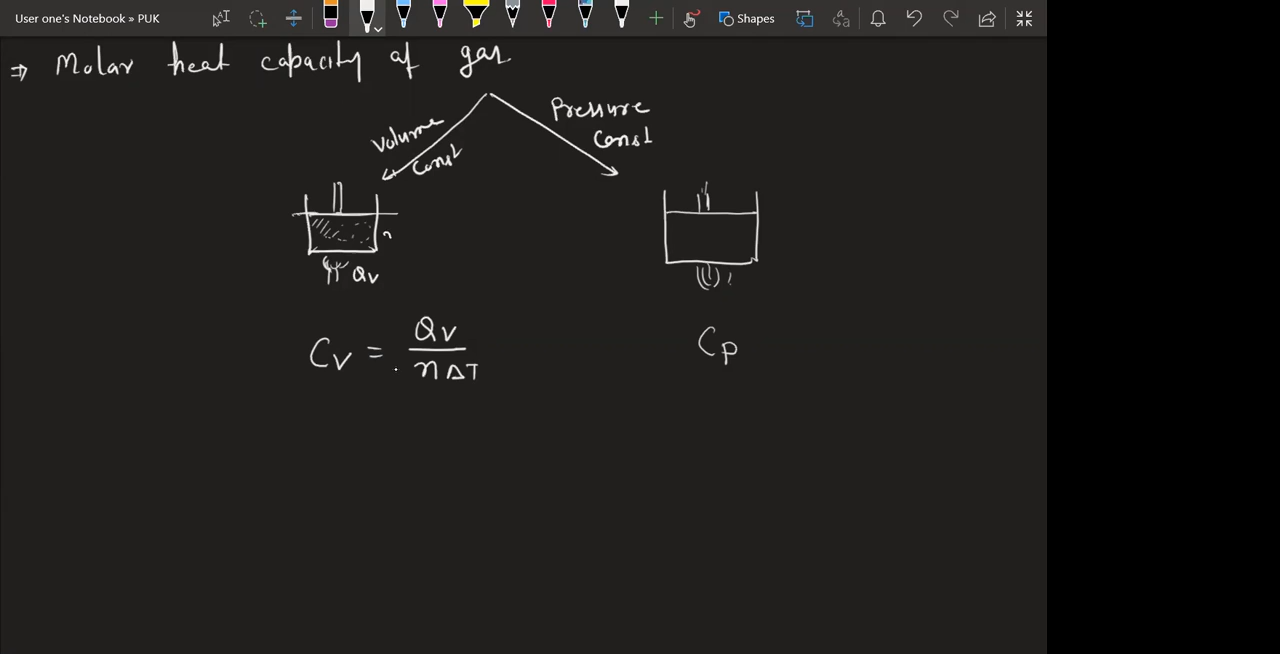 User one's Notebook » PUK
Shapes
⇒ Molar heat capacity of gas
Volume
Const
Pressure
Const
n
Qv
Cv = Qv / nΔT
Cp